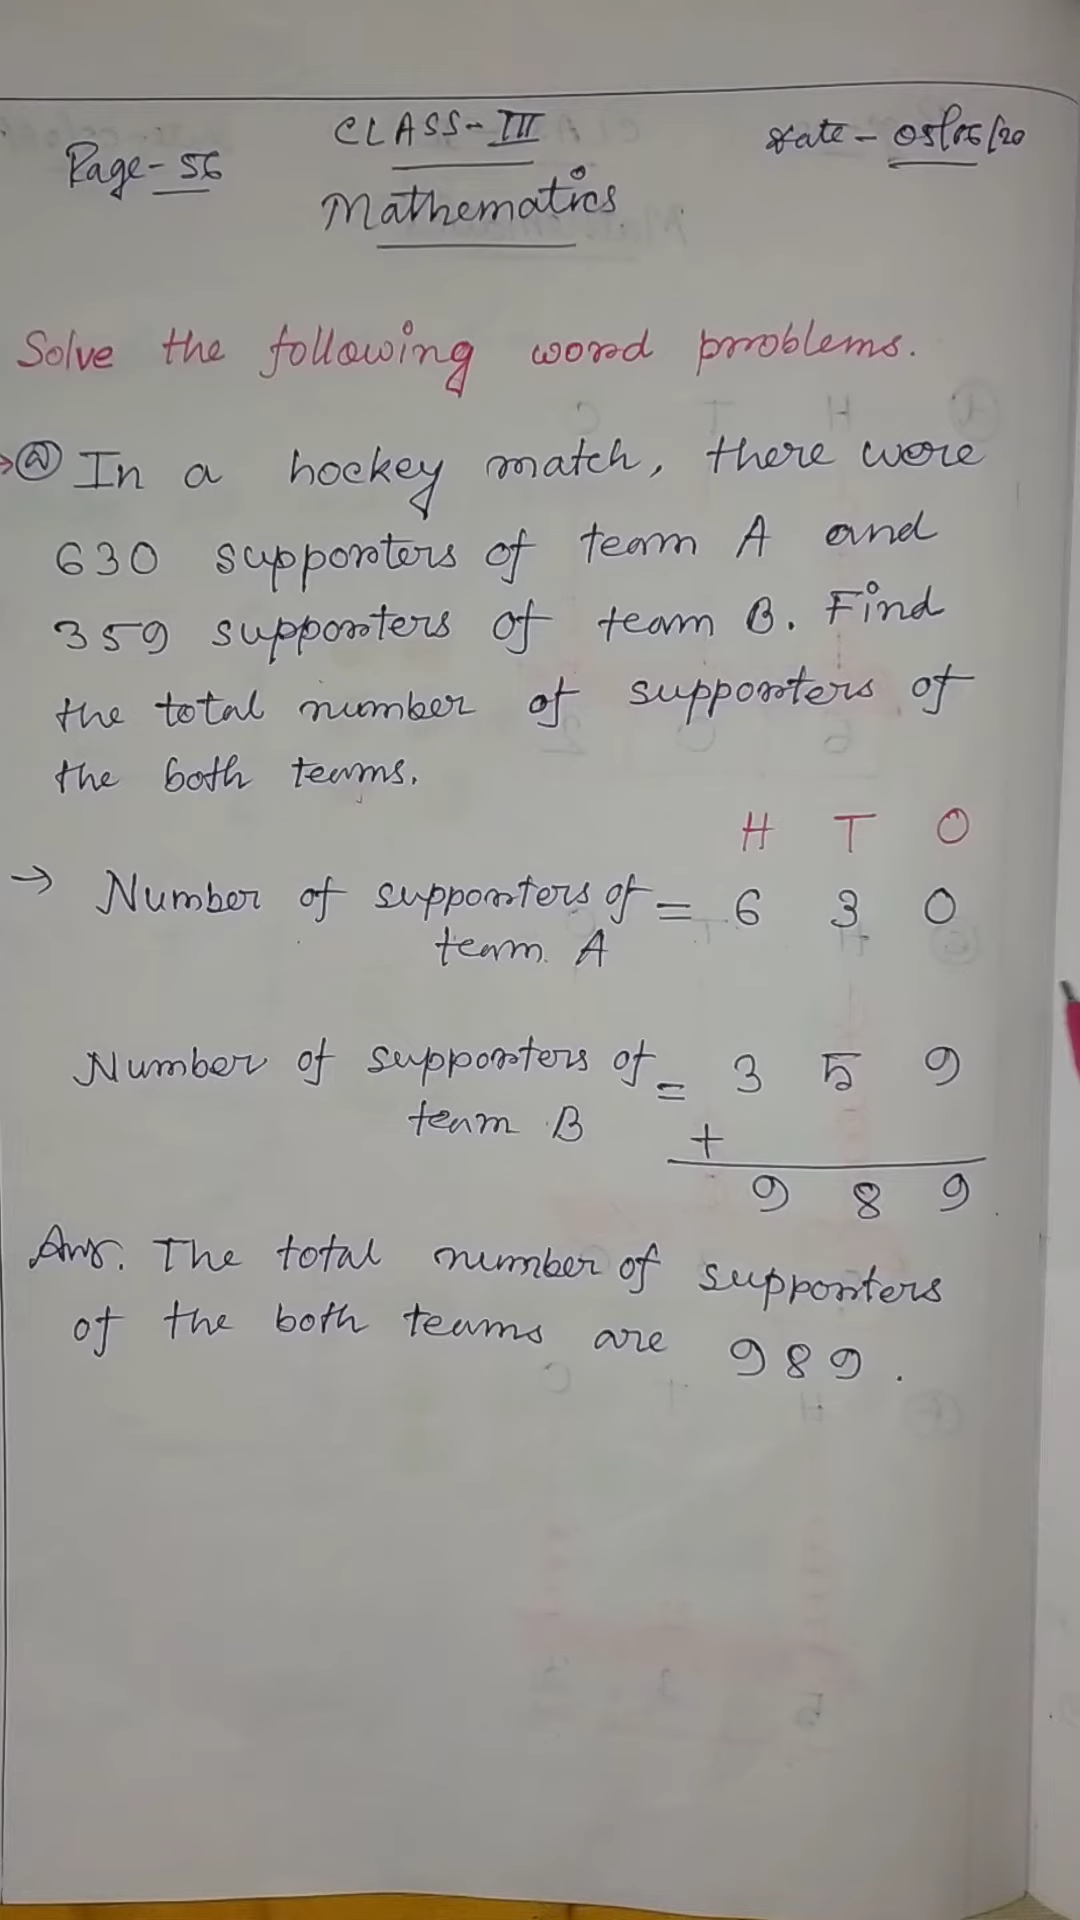 CLASS-III
Page-56
Date - 05/06/20
Mathematics
Solve the following word problems.
→ⓐ In a hockey match, there were
630 supporters of team A and
359 supporters of team B. Find
the total number of supporters of
the both teams.
H T O
→ Number of supporters of = 6 3 0
team A
Number of supporters of = 3 5 9
team B +
9 8 9
Ans. The total number of supporters
of the both teams are 989.